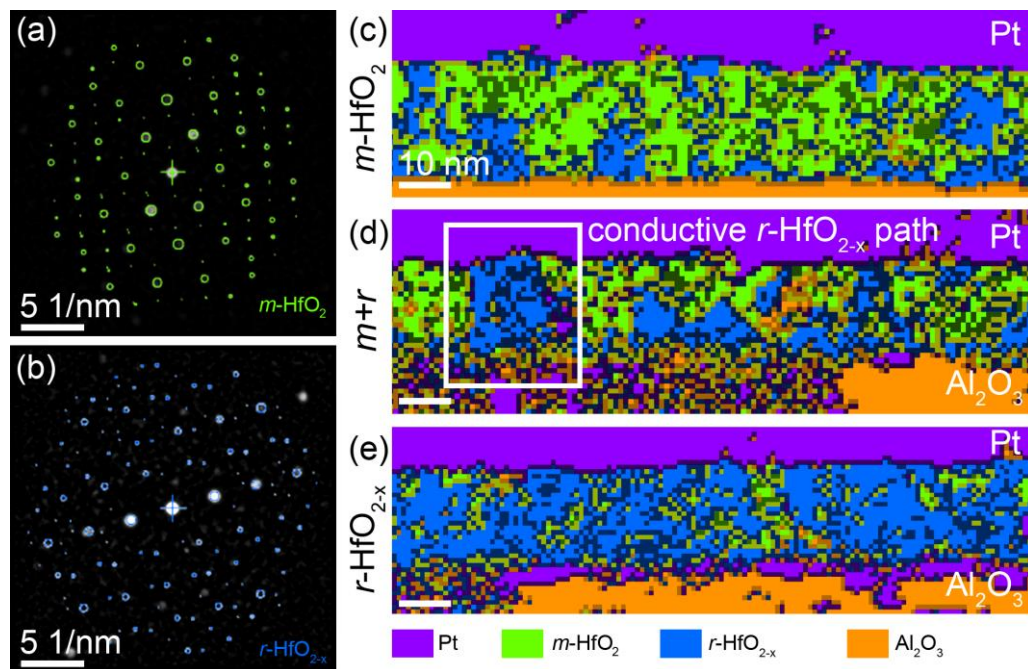 (a)
5 1/nm
m-HfO₂
(b)
5 1/nm
r-HfO₂₋ₓ
(c)
m-HfO₂
Pt
10 nm
(d)
m+r
conductive r-HfO₂₋ₓ path
Pt
Al₂O₃
(e)
r-HfO₂₋ₓ
Pt
Al₂O₃
Pt m-HfO₂ r-HfO₂₋ₓ Al₂O₃